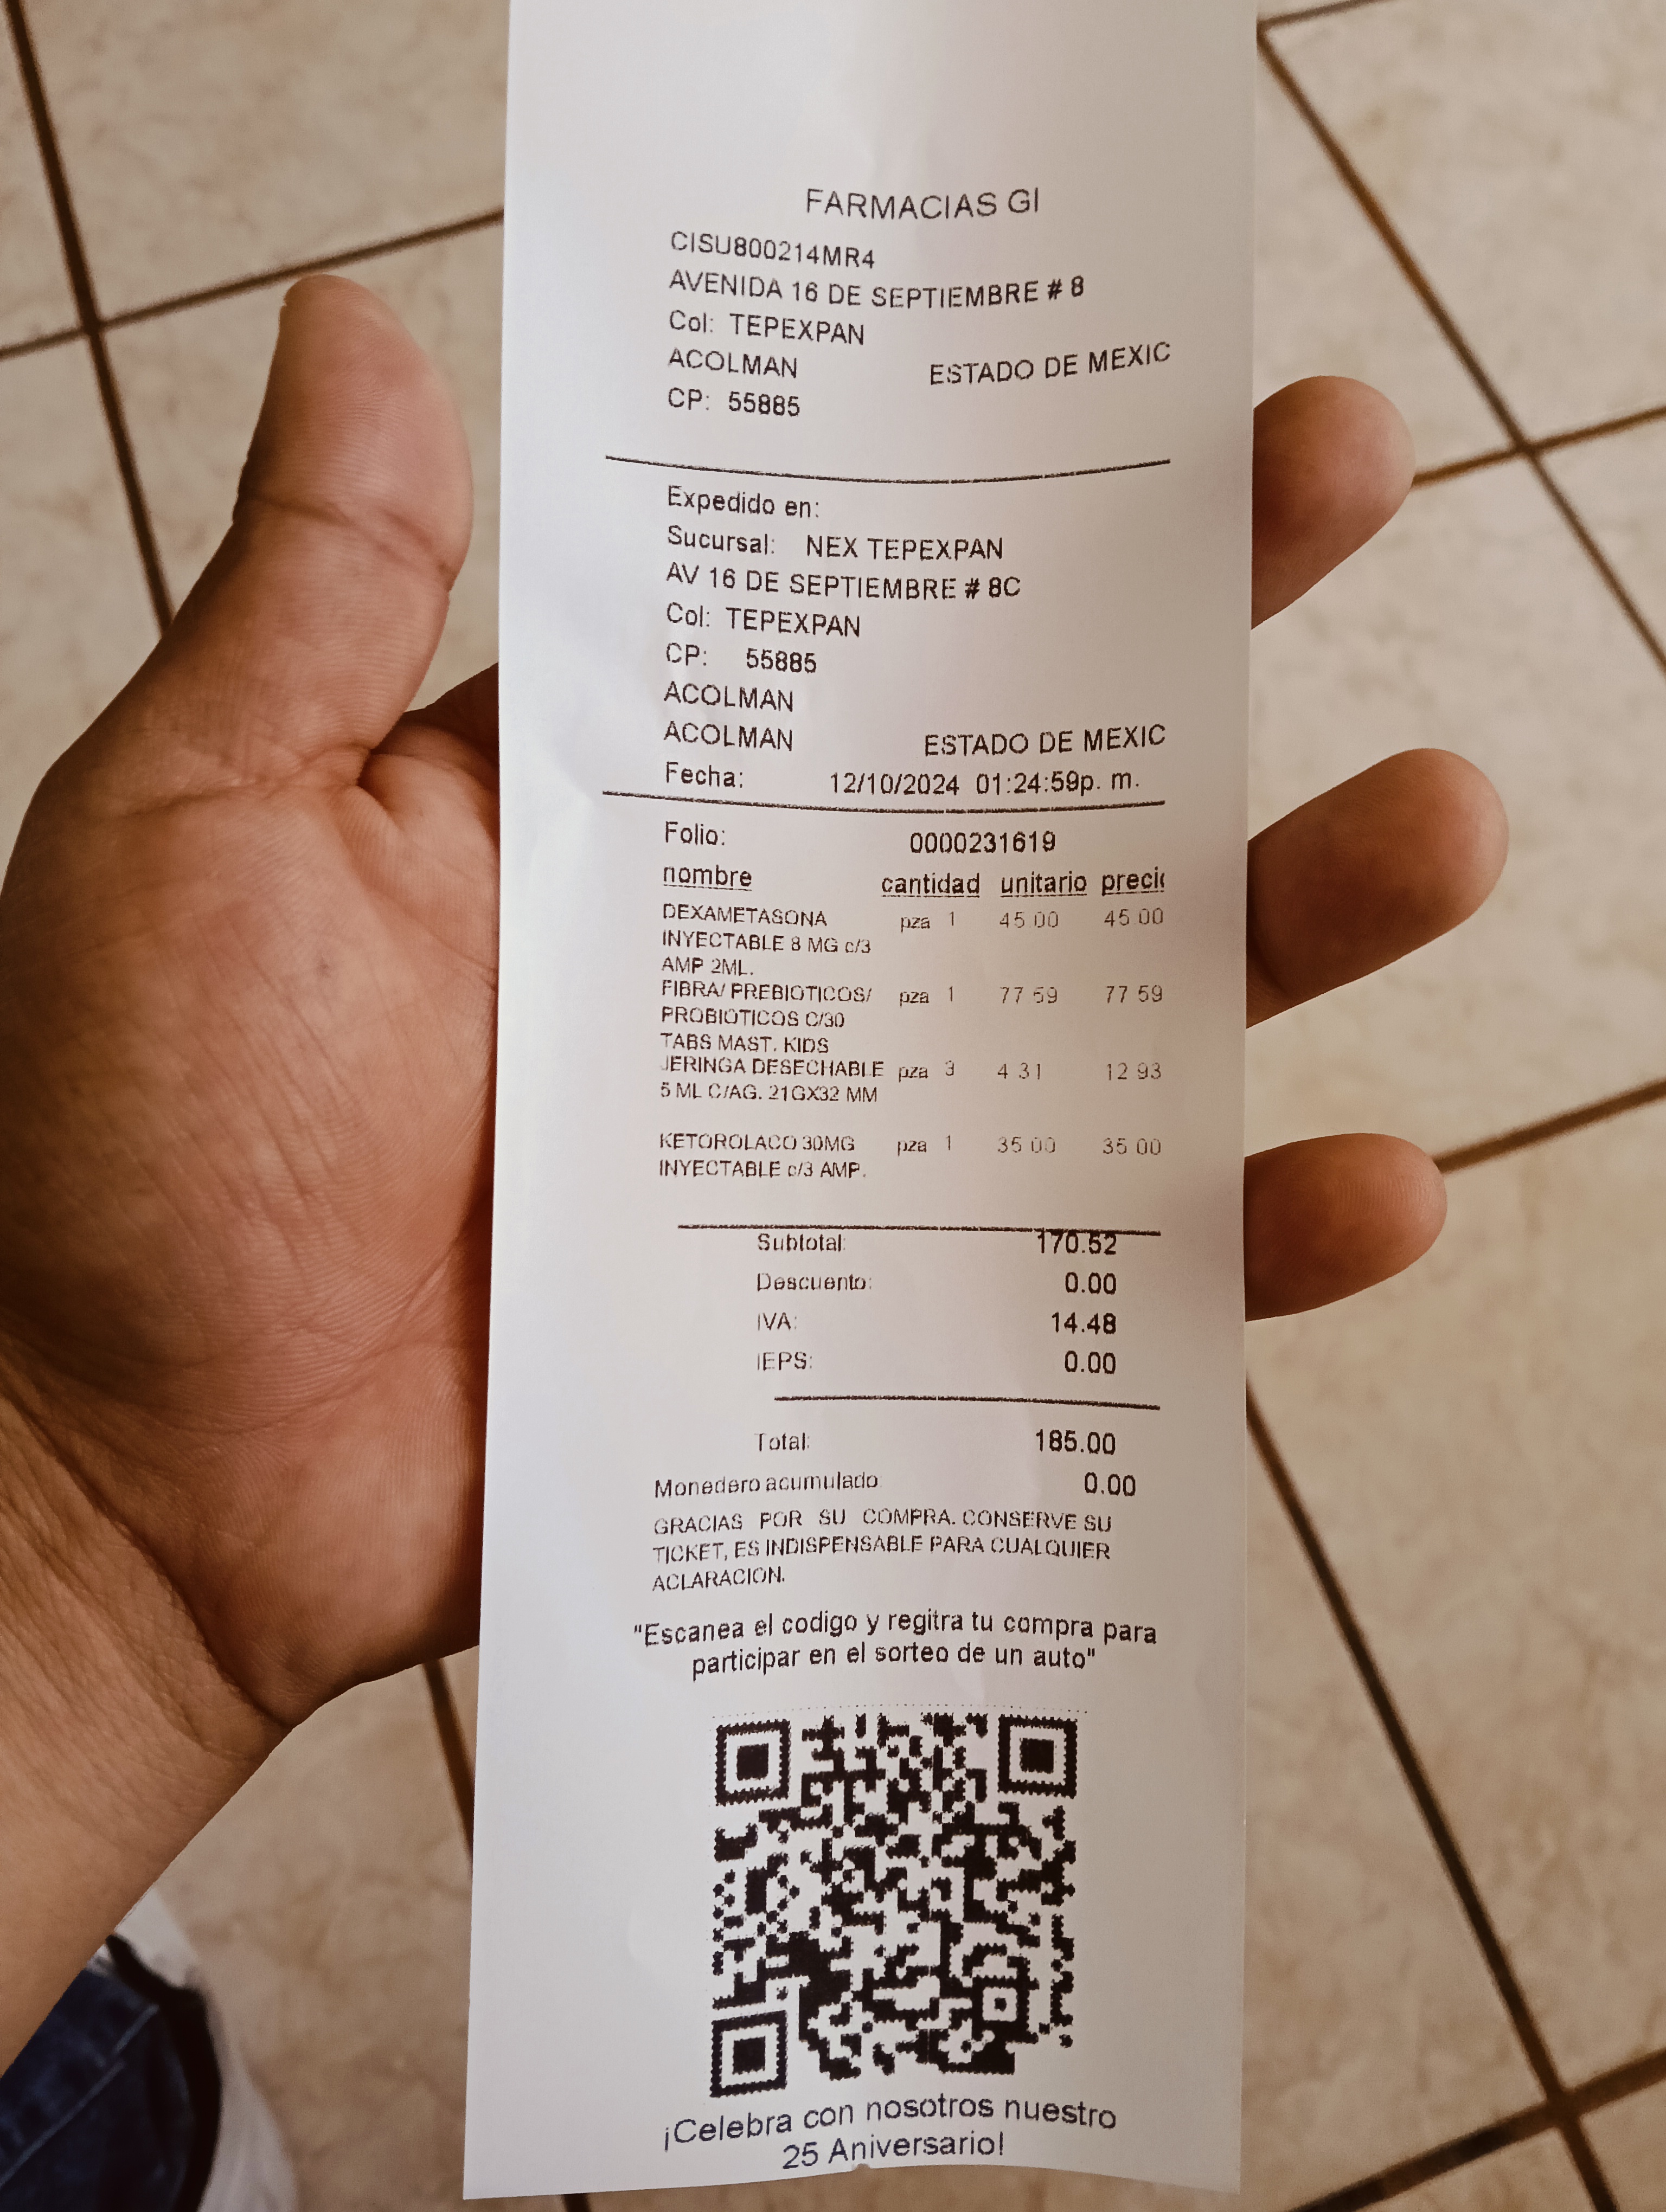 FARMACIAS GI
CISU800214MR4
AVENIDA 16 DE SEPTIEMBRE # 8
Col: TEPEXPAN
ACOLMAN ESTADO DE MEXIC
CP: 55885
Expedido en:
Sucursal: NEX TEPEXPAN
AV 16 DE SEPTIEMBRE # 8C
Col: TEPEXPAN
CP: 55885
ACOLMAN
ACOLMAN ESTADO DE MEXIC
Fecha: 12/10/2024 01:24:59p. m.
Folio: 0000231619
nombre cantidad unitario preci
DEXAMETASONA pza 1 45.00 45.00
INYECTABLE 8 MG c/3
AMP 2ML.
FIBRA/ PREBIOTICOS/ pza 1 77.59 77.59
PROBIOTICOS C/30
TABS MAST. KIDS
JERINGA DESECHABLE pza 3 4.31 12.93
5 ML C/AG. 21GX32 MM
KETOROLACO 30MG pza 1 35.00 35.00
INYECTABLE c/3 AMP.
Subtotal: 170.52
Descuento: 0.00
IVA: 14.48
IEPS: 0.00
Total: 185.00
Monedero acumulado 0.00
GRACIAS POR SU COMPRA. CONSERVE SU
TICKET, ES INDISPENSABLE PARA CUALQUIER
ACLARACION.
"Escanea el codigo y regitra tu compra para
participar en el sorteo de un auto"
¡Celebra con nosotros nuestro
25 Aniversario!